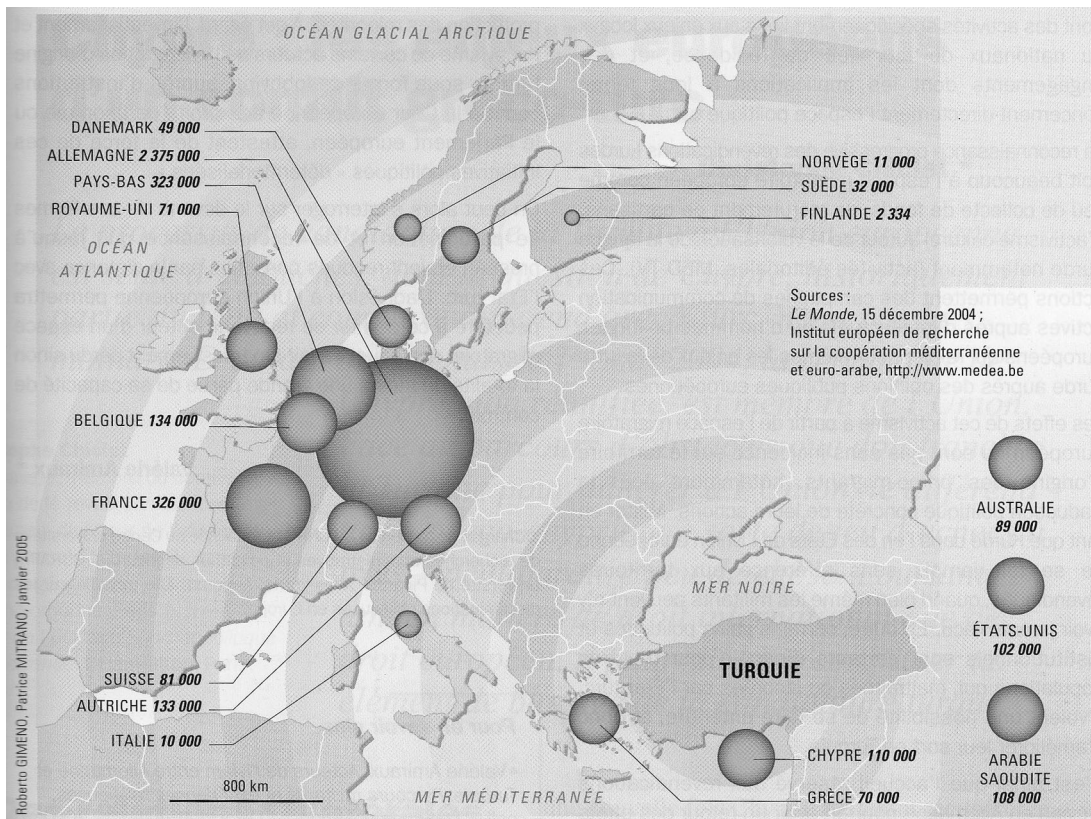 OCÉAN GLACIAL ARCTIQUE
DANEMARK 49 000
ALLEMAGNE 2 375 000
PAYS-BAS 323 000
ROYAUME-UNI 71 000
NORVÈGE 11 000
SUÈDE 32 000
FINLANDE 2 334
OCÉAN
ATLANTIQUE
Sources :
Le Monde, 15 décembre 2004 ;
Institut européen de recherche
sur la coopération méditerranéenne
et euro-arabe, http://www.medea.be
BELGIQUE 134 000
FRANCE 326 000
AUSTRALIE
89 000
MER NOIRE
ÉTATS-UNIS
102 000
TURQUIE
SUISSE 81 000
AUTRICHE 133 000
ITALIE 10 000
CHYPRE 110 000
GRÈCE 70 000
ARABIE
SAOUDITE
108 000
800 km
MER MÉDITERRANÉE
Roberto GIMENO, Patrice MITRANO, janvier 2005